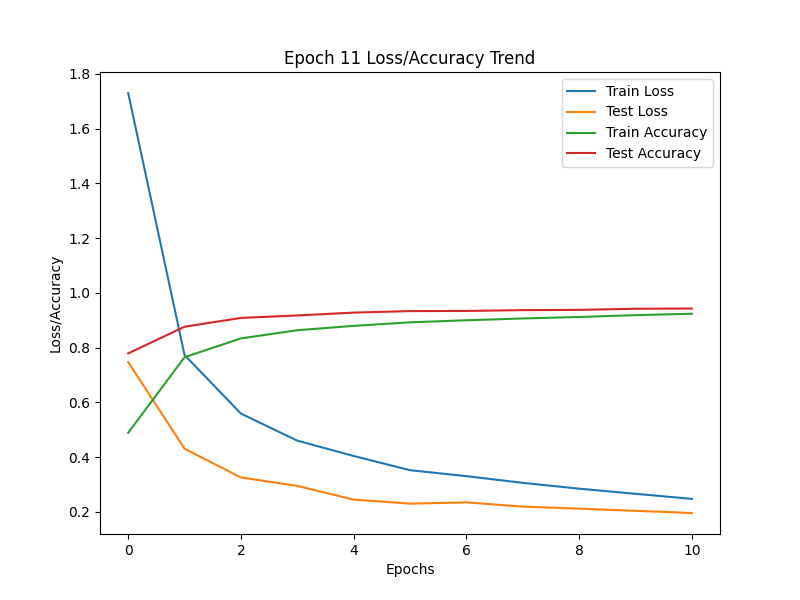 Epoch 11 Loss/Accuracy Trend
Train Loss
Test Loss
Train Accuracy
Test Accuracy
Loss/Accuracy
1.8
1.6
1.4
1.2
1.0
0.8
0.6
0.4
0.2
0 2 4 6 8 10
Epochs